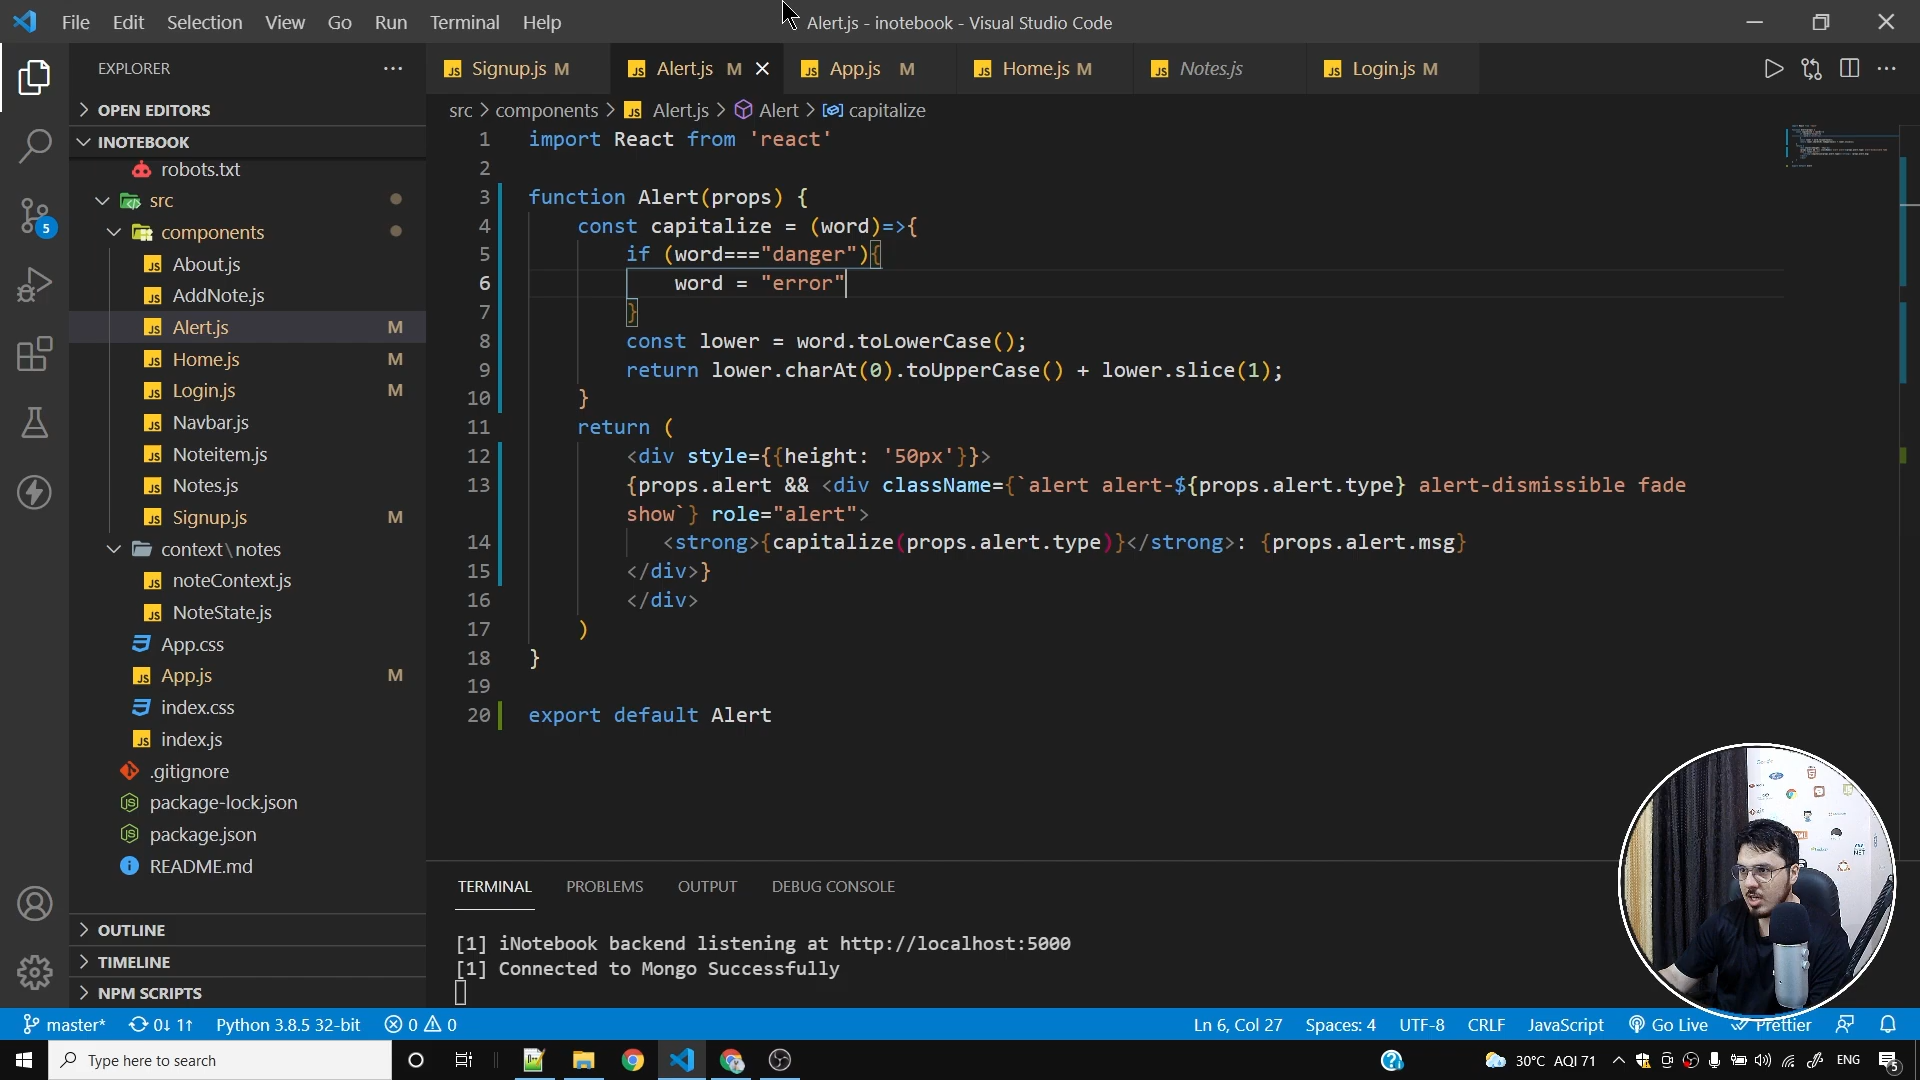 File Edit Selection View Go Run Terminal Help
Alert.js - inotebook - Visual Studio Code
EXPLORER
Signup.js M
Alert.js M
App.js M
Home.js M
Notes.js
Login.js M
OPEN EDITORS
INOTEBOOK
robots.txt
src
components
About.js
AddNote.js
Alert.js M
Home.js M
Login.js M
Navbar.js
Noteitem.js
Notes.js
Signup.js M
context\notes
noteContext.js
NoteState.js
App.css
App.js M
index.css
index.js
.gitignore
package-lock.json
package.json
README.md
OUTLINE
TIMELINE
NPM SCRIPTS
5
src > components > Alert.js > Alert > capitalize
1 import React from 'react'
2
3 function Alert(props) {
4 const capitalize = (word)=>{
5 if (word==="danger"){
6 word = "error"
7 }
8 const lower = word.toLowerCase();
9 return lower.charAt(0).toUpperCase() + lower.slice(1);
10 }
11 return (
12 <div style={{height: '50px'}}>
13 {props.alert && <div className={`alert alert-${props.alert.type} alert-dismissible fade
show`} role="alert">
14 <strong>{capitalize(props.alert.type)}</strong>: {props.alert.msg}
15 </div>}
16 </div>
17 )
18 }
19
20 export default Alert
TERMINAL PROBLEMS OUTPUT DEBUG CONSOLE
[1] iNotebook backend listening at http://localhost:5000
[1] Connected to Mongo Successfully
master* 0↓ 1↑ Python 3.8.5 32-bit 0 0
Ln 6, Col 27 Spaces: 4 UTF-8 CRLF JavaScript Go Live Prettier
Type here to search
30°C AQI 71 ENG 5